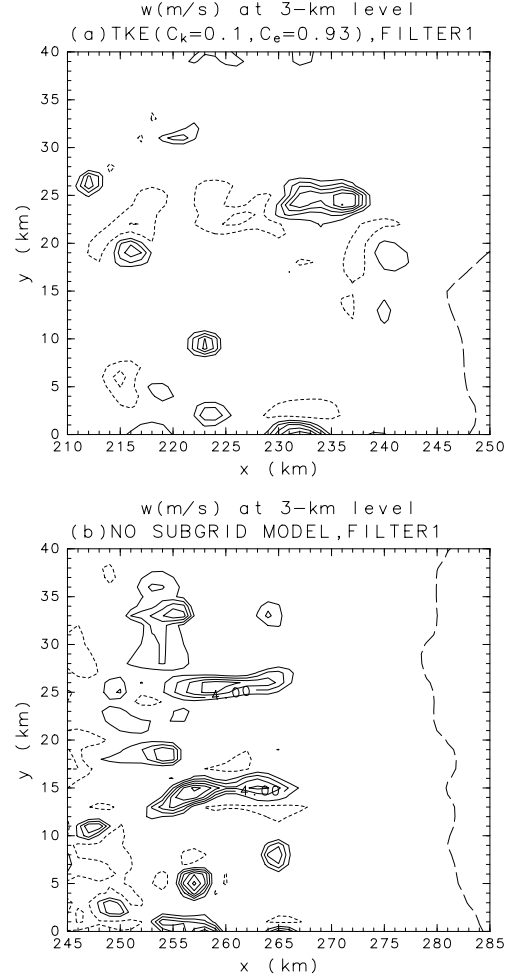 w(m/s) at 3-km level
(a)TKE(Ck=0.1,Ce=0.93),FILTER1
40
35
30
25
20
15
10
5
0
y (km)
210 215 220 225 230 235 240 245 250
x (km)
w(m/s) at 3-km level
(b)NO SUBGRID MODEL,FILTER1
40
35
30
25
4.00
20
15
4.00
10
5
0
y (km)
245 250 255 260 265 270 275 280 285
x (km)